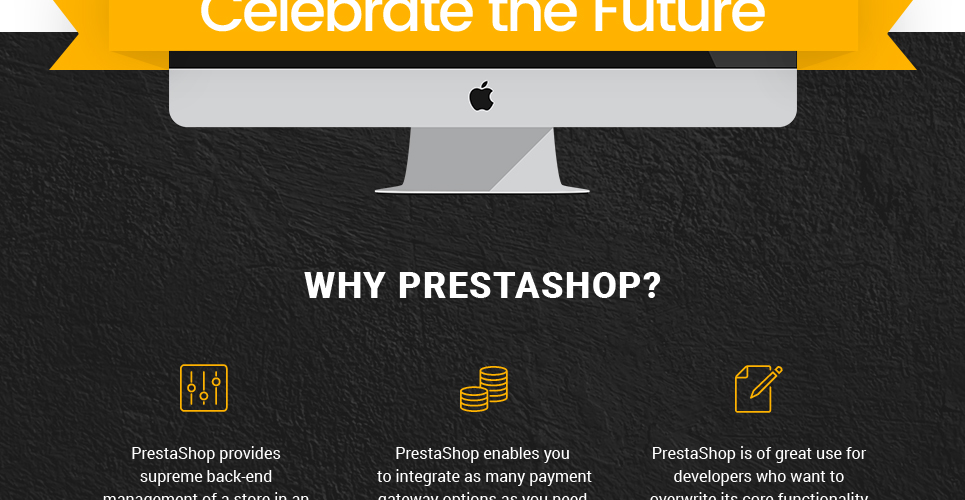 Celebrate the Future
WHY PRESTASHOP?
PrestaShop provides
supreme back-end
management of a store in an
PrestaShop enables you
to integrate as many payment
gateway options as you need
PrestaShop is of great use for
developers who want to
overwrite its core functionality